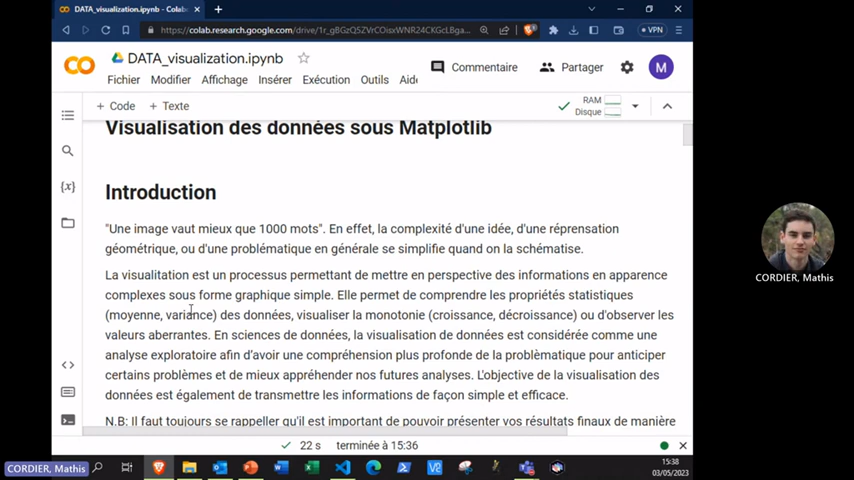 DATA_visualization.ipynb - Colab
https://colab.research.google.com/drive/1r_gBGzQ5ZVrCOisxWNR24CKGcLBga...
VPN
DATA_visualization.ipynb
Commentaire
Partager
M
Fichier Modifier Affichage Insérer Exécution Outils Aide
+ Code + Texte
RAM
Disque
Visualisation des données sous Matplotlib
Introduction
"Une image vaut mieux que 1000 mots". En effet, la complexité d'une idée, d'une réprensation
géométrique, ou d'une problématique en générale se simplifie quand on la schématise.
La visualitation est un processus permettant de mettre en perspective des informations en apparence
complexes sous forme graphique simple. Elle permet de comprendre les propriétés statistiques
(moyenne, variance) des données, visualiser la monotonie (croissance, décroissance) ou d'observer les
valeurs aberrantes. En sciences de données, la visualisation de données est considérée comme une
analyse exploratoire afin d'avoir une compréhension plus profonde de la problèmatique pour anticiper
certains problèmes et de mieux appréhender nos futures analyses. L'objective de la visualisation des
données est également de transmettre les informations de façon simple et efficace.
N.B: Il faut toujours se rappeller qu'il est important de pouvoir présenter vos résultats finaux de manière
22 s terminée à 15:36
CORDIER, Mathis
CORDIER, Mathis
15:38
03/05/2023